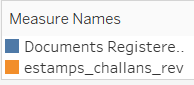 Measure Names
Documents Registere..
estamps_challans_rev